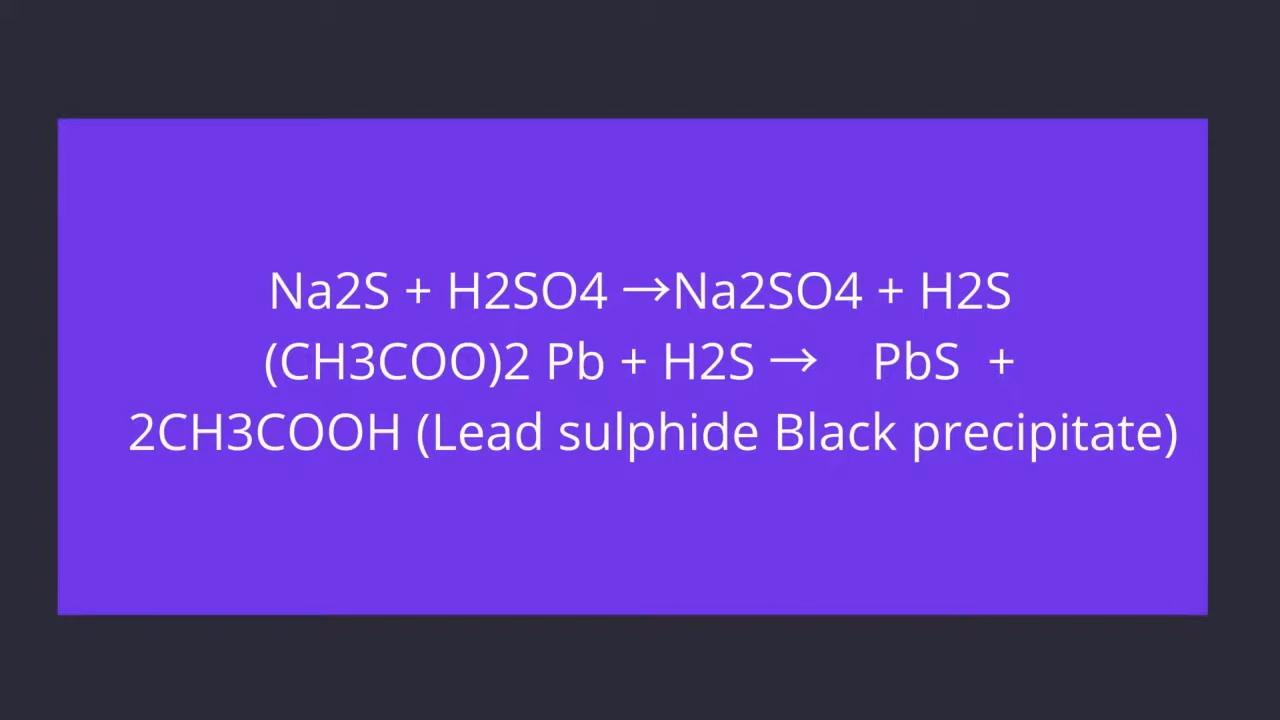 Na2S + H2SO4 →Na2SO4 + H2S
(CH3COO)2 Pb + H2S → PbS +
2CH3COOH (Lead sulphide Black precipitate)